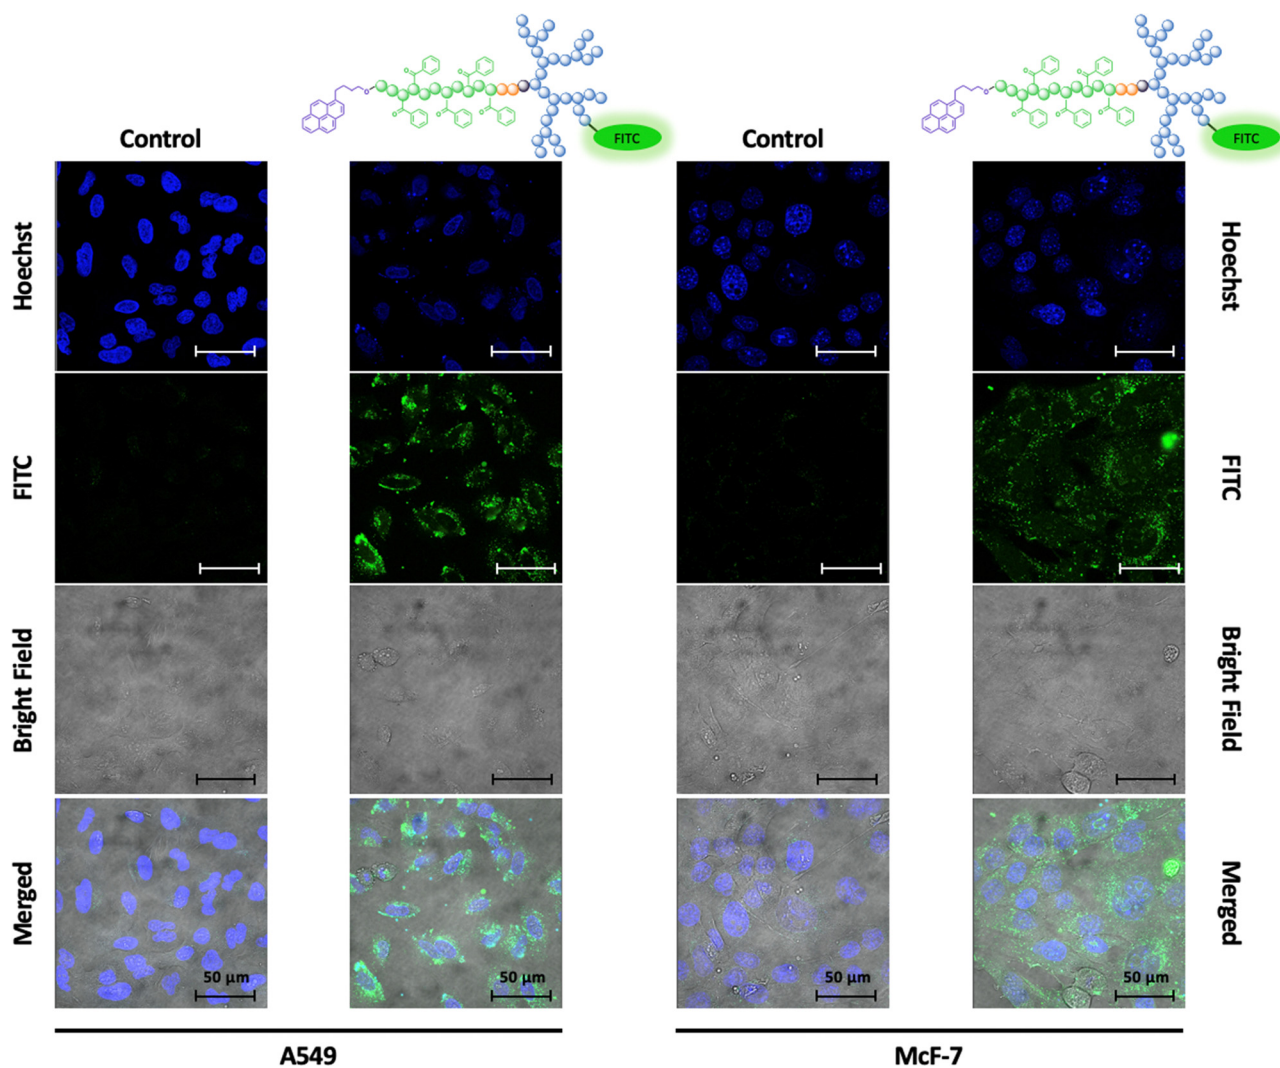 FITC
FITC
Control
Control
Hoechst
Hoechst
FITC
FITC
Bright Field
Bright Field
Merged
50 µm
50 µm
50 µm
50 µm
Merged
A549
McF-7